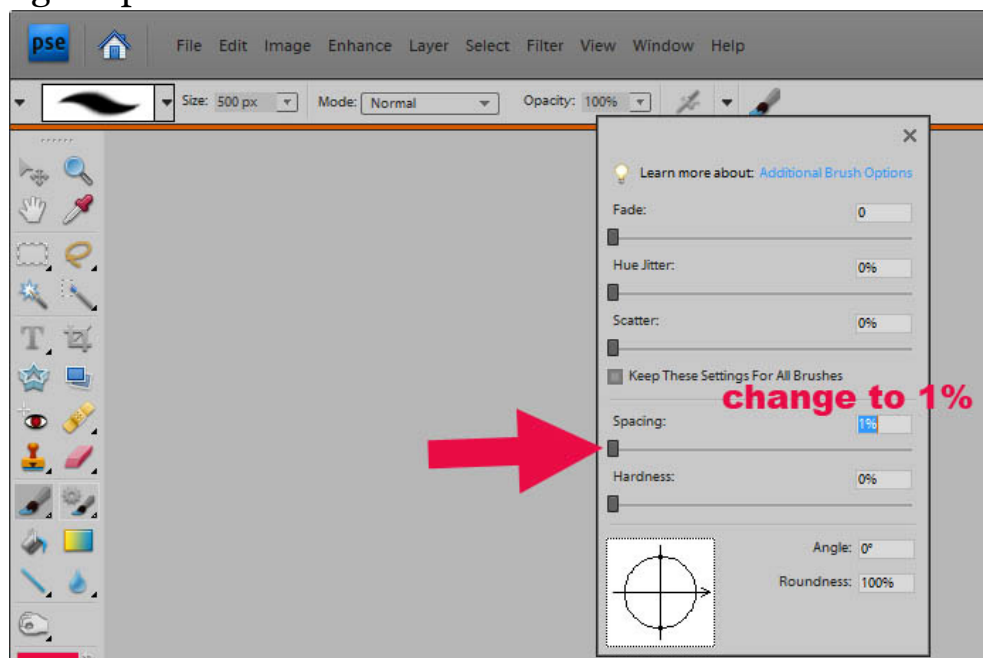 pse File Edit Image Enhance Layer Select Filter View Window Help
Size: 500 px Mode: Normal Opacity: 100%
Learn more about: Additional Brush Options
Fade: 0
Hue Jitter: 0%
Scatter: 0%
Keep These Settings For All Brushes
change to 1%
Spacing: 1%
Hardness: 0%
Angle: 0°
Roundness: 100%
T